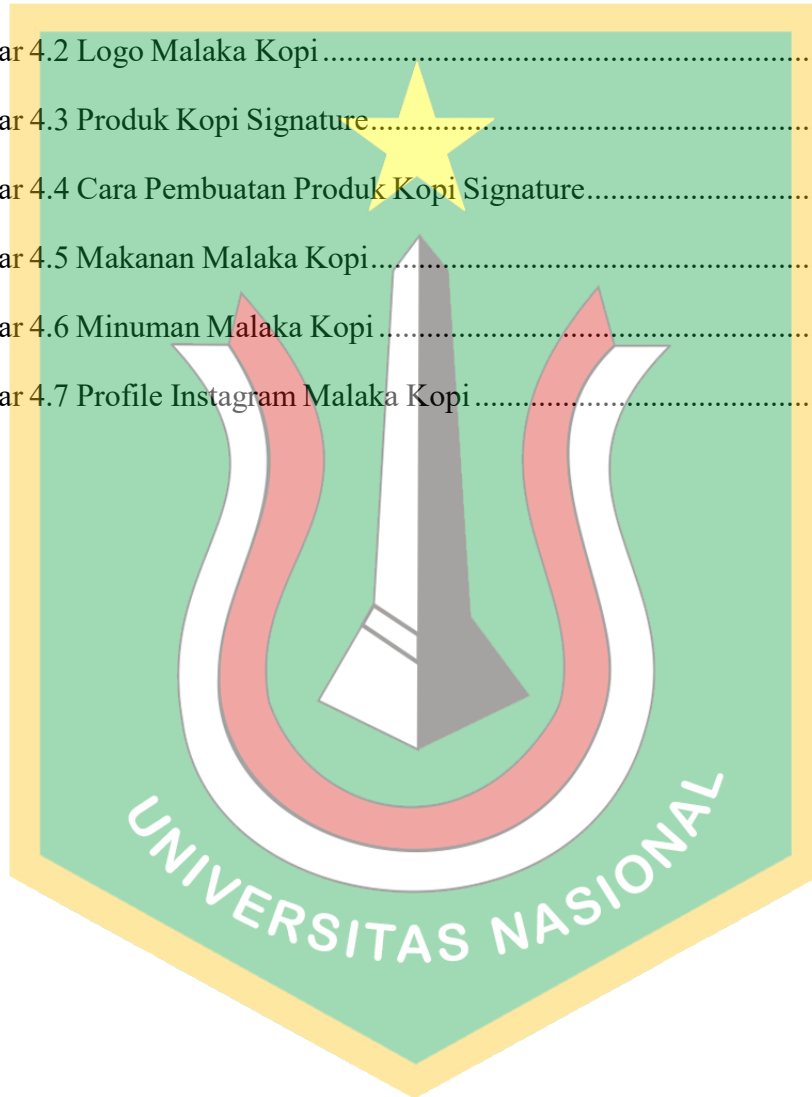 ar 4.2 Logo Malaka Kopi................................................................
ar 4.3 Produk Kopi Signature..........................................................
ar 4.4 Cara Pembuatan Produk Kopi Signature............................
ar 4.5 Makanan Malaka Kopi.........................................................
ar 4.6 Minuman Malaka Kopi.........................................................
ar 4.7 Profile Instagram Malaka Kopi...........................................
UNIVERSITAS NASIONAL